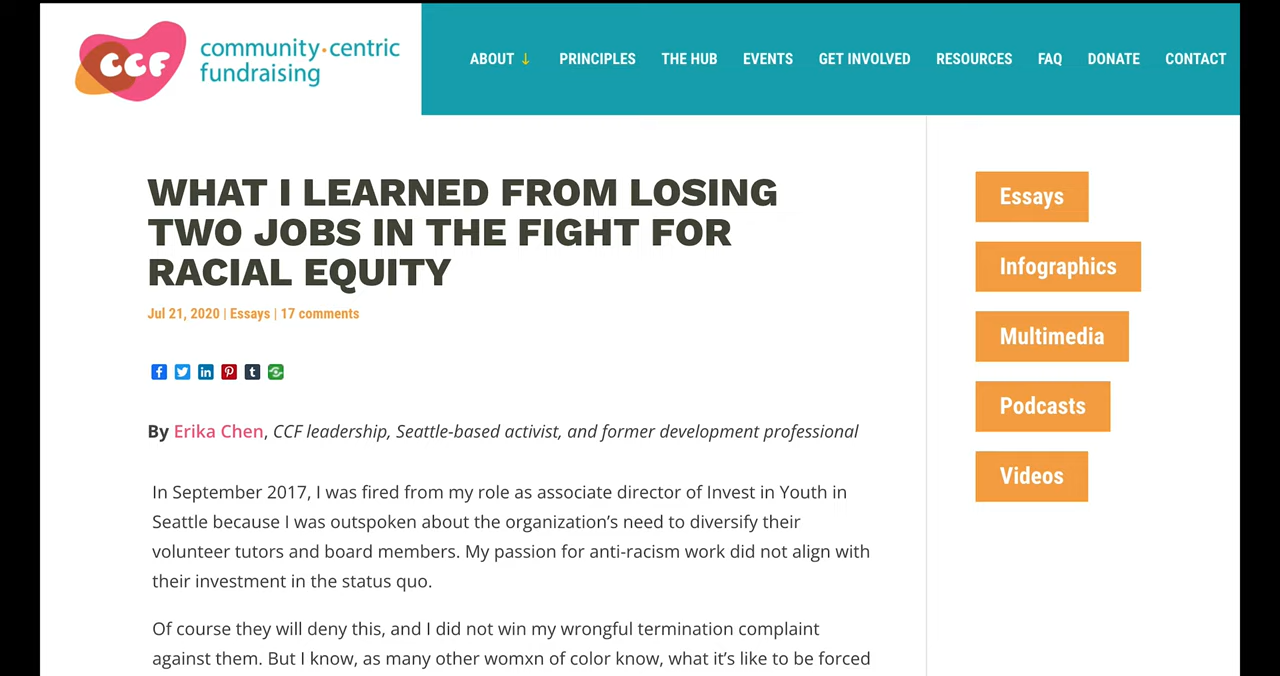 CCF community·centric
fundraising
ABOUT ↓ PRINCIPLES THE HUB EVENTS GET INVOLVED RESOURCES FAQ DONATE CONTACT
WHAT I LEARNED FROM LOSING
TWO JOBS IN THE FIGHT FOR
RACIAL EQUITY
Jul 21, 2020 | Essays | 17 comments
By Erika Chen, CCF leadership, Seattle-based activist, and former development professional
In September 2017, I was fired from my role as associate director of Invest in Youth in
Seattle because I was outspoken about the organization’s need to diversify their
volunteer tutors and board members. My passion for anti-racism work did not align with
their investment in the status quo.
Of course they will deny this, and I did not win my wrongful termination complaint
against them. But I know, as many other womxn of color know, what it’s like to be forced
Essays
Infographics
Multimedia
Podcasts
Videos